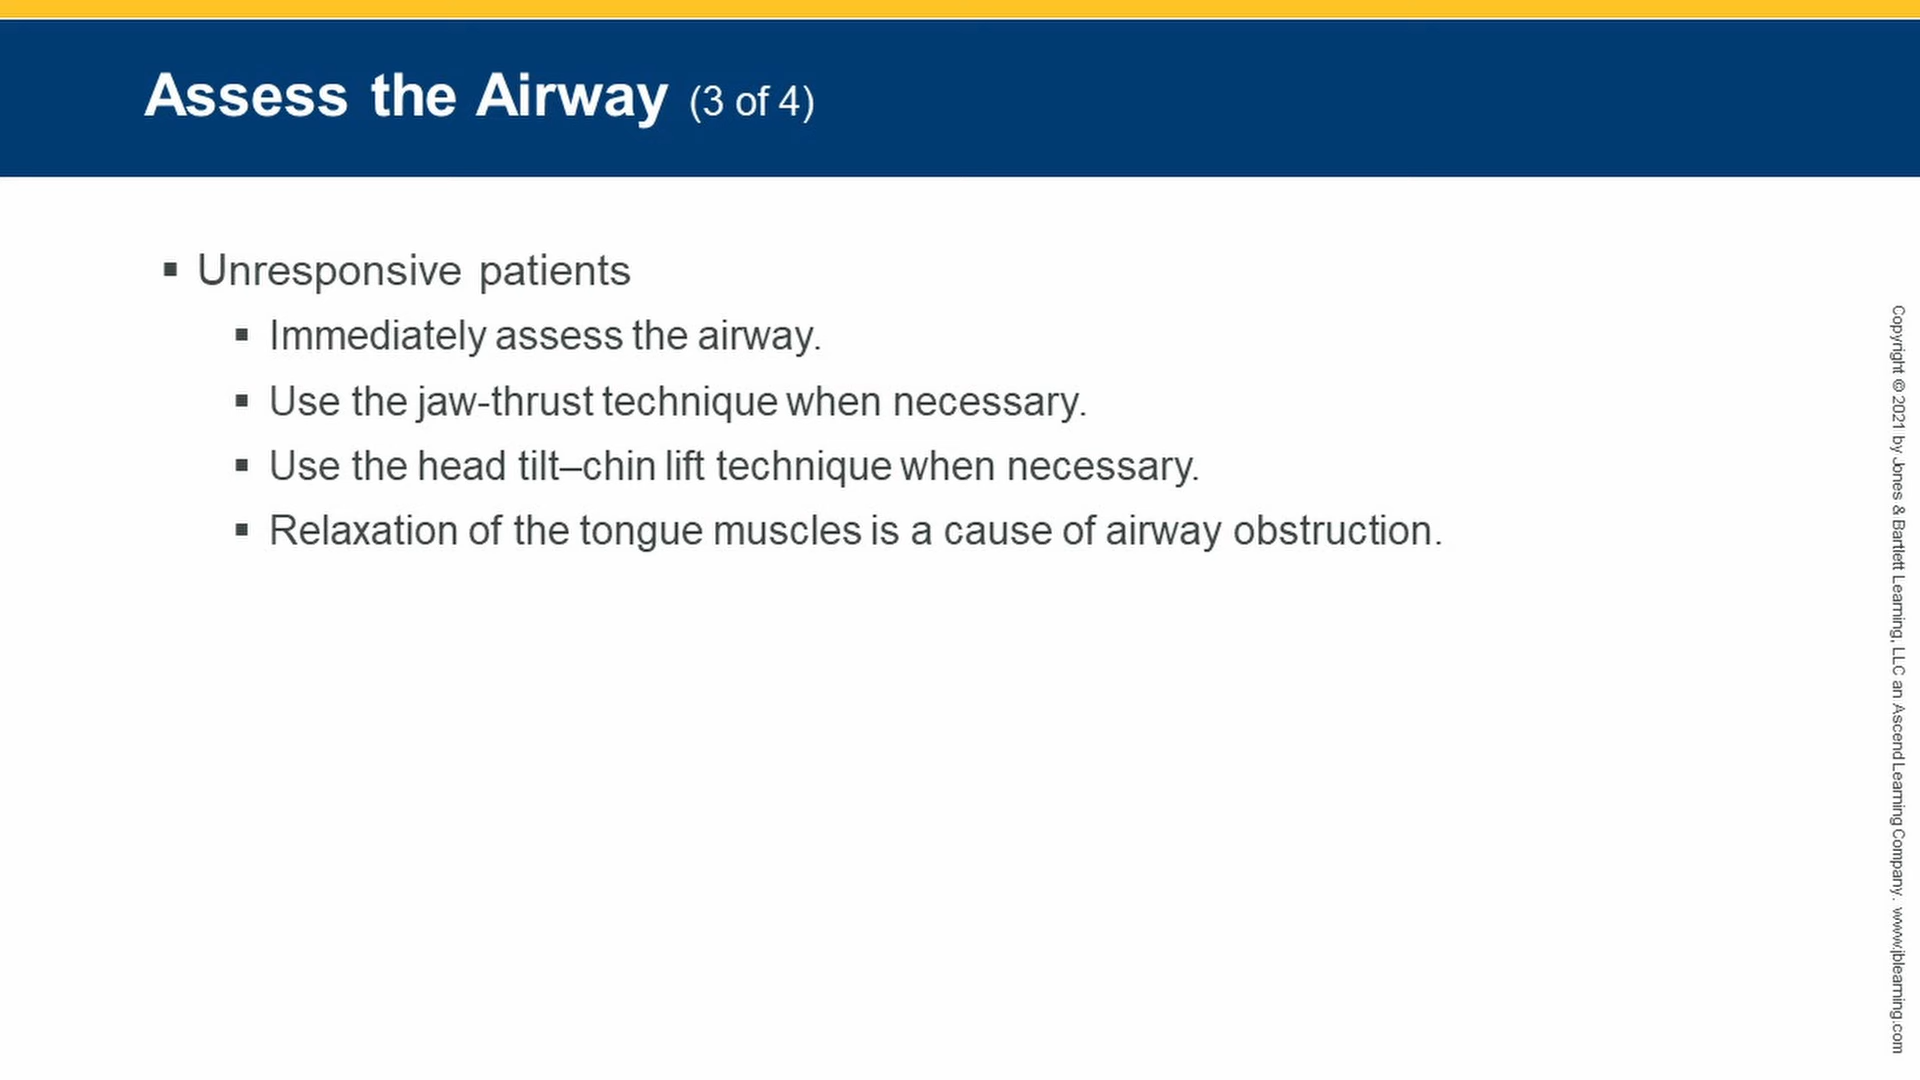 Assess the Airway (3 of 4)
▪ Unresponsive patients
▪ Immediately assess the airway.
▪ Use the jaw-thrust technique when necessary.
▪ Use the head tilt–chin lift technique when necessary.
▪ Relaxation of the tongue muscles is a cause of airway obstruction.
Copyright © 2021 by Jones & Bartlett Learning, LLC an Ascend Learning Company. www.jblearning.com